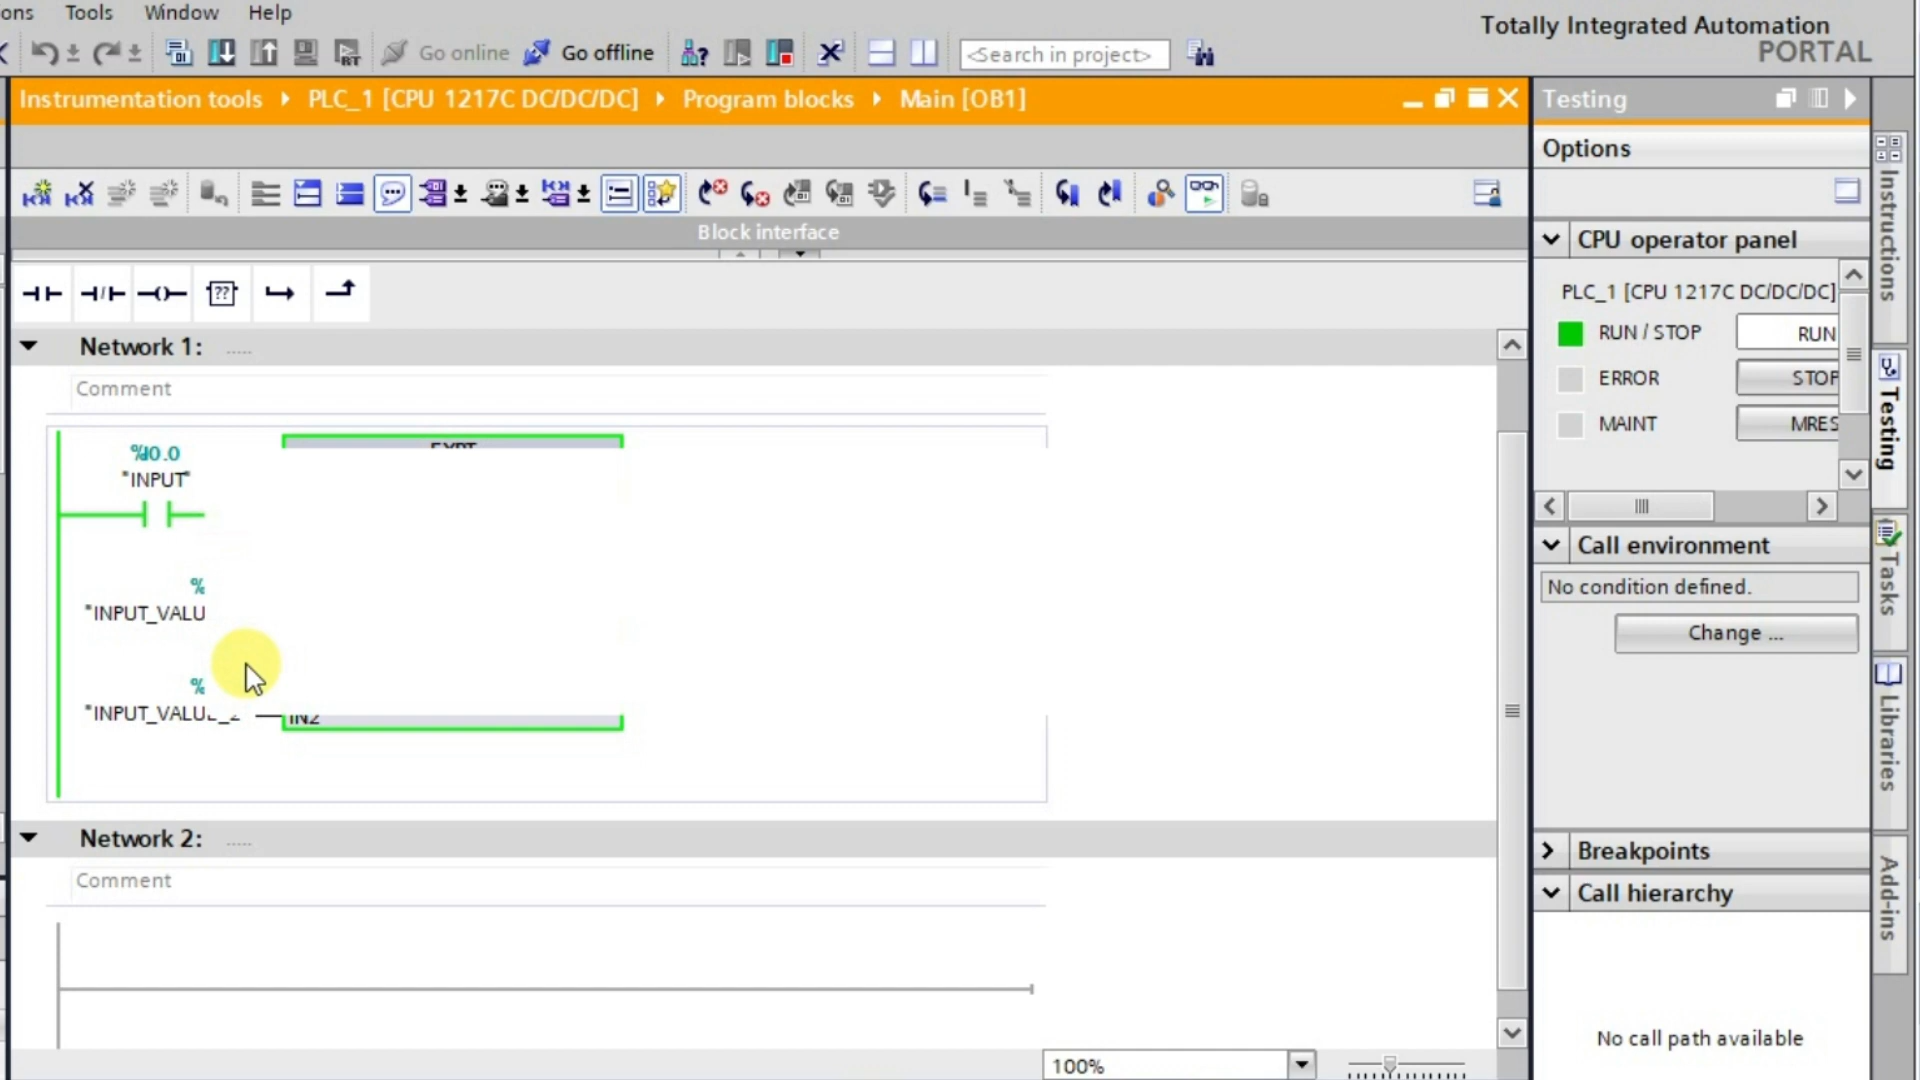 ons Tools Window Help
Totally Integrated Automation
PORTAL
Go online Go offline <Search in project>
Instrumentation tools PLC_1 [CPU 1217C DC/DC/DC] Program blocks Main [OB1]
Testing
Options
Block interface
CPU operator panel
??
PLC_1 [CPU 1217C DC/DC/DC]
RUN / STOP RUN
ERROR STOP
MAINT MRES
Network 1: .....
Comment
%I0.0
"INPUT"
%
"INPUT_VALU
%
"INPUT_VALUE_2
IN2
Call environment
No condition defined.
Change ...
Network 2: .....
Comment
Breakpoints
Call hierarchy
No call path available
100%
Instructions
Testing
Tasks
Libraries
Add-ins